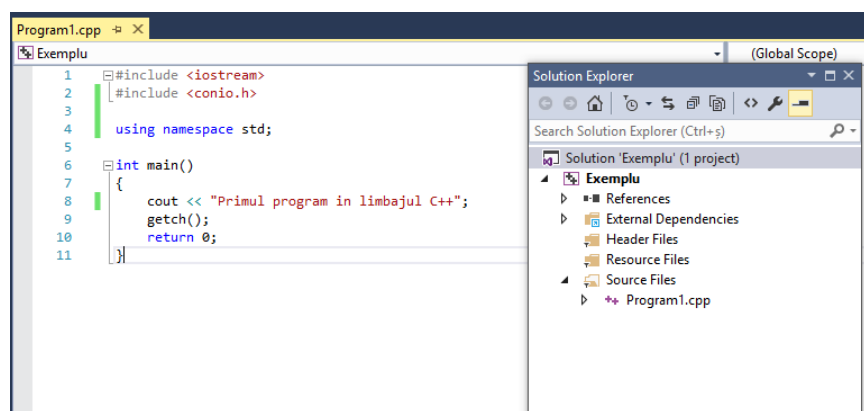 Program1.cpp
Exemplu
(Global Scope)
1 #include <iostream>
2 #include <conio.h>
3
4 using namespace std;
5
6 int main()
7 {
8 cout << "Primul program in limbajul C++";
9 getch();
10 return 0;
11 }
Solution Explorer
Search Solution Explorer (Ctrl+ș)
Solution 'Exemplu' (1 project)
Exemplu
References
External Dependencies
Header Files
Resource Files
Source Files
Program1.cpp